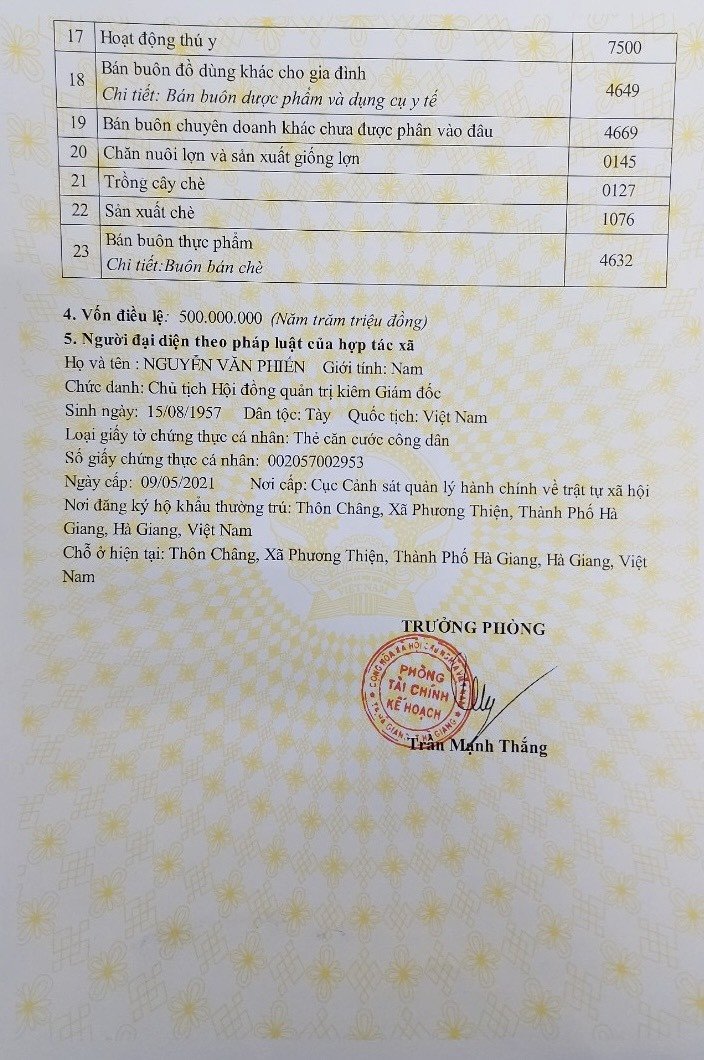 17 Hoạt động thú y 7500
18 Bán buôn đồ dùng khác cho gia đình
Chi tiết: Bán buôn dược phẩm và dụng cụ y tế 4649
19 Bán buôn chuyên doanh khác chưa được phân vào đâu 4669
20 Chăn nuôi lợn và sản xuất giống lợn 0145
21 Trồng cây chè 0127
22 Sản xuất chè 1076
23 Bán buôn thực phẩm
Chi tiết:Buôn bán chè 4632
4. Vốn điều lệ: 500.000.000 (Năm trăm triệu đồng)
5. Người đại diện theo pháp luật của hợp tác xã
Họ và tên : NGUYỄN VĂN PHIẾN Giới tính: Nam
Chức danh: Chủ tịch Hội đồng quản trị kiêm Giám đốc
Sinh ngày: 15/08/1957 Dân tộc: Tày Quốc tịch: Việt Nam
Loại giấy tờ chứng thực cá nhân: Thẻ căn cước công dân
Số giấy chứng thực cá nhân: 002057002953
Ngày cấp: 09/05/2021 Nơi cấp: Cục Cảnh sát quản lý hành chính về trật tự xã hội
Nơi đăng ký hộ khẩu thường trú: Thôn Châng, Xã Phương Thiện, Thành Phố Hà
Giang, Hà Giang, Việt Nam
Chỗ ở hiện tại: Thôn Châng, Xã Phương Thiện, Thành Phố Hà Giang, Hà Giang, Việt
Nam
TRƯỞNG PHÒNG
PHÒNG
TÀI CHÍNH
KẾ HOẠCH
Trần Mạnh Thắng